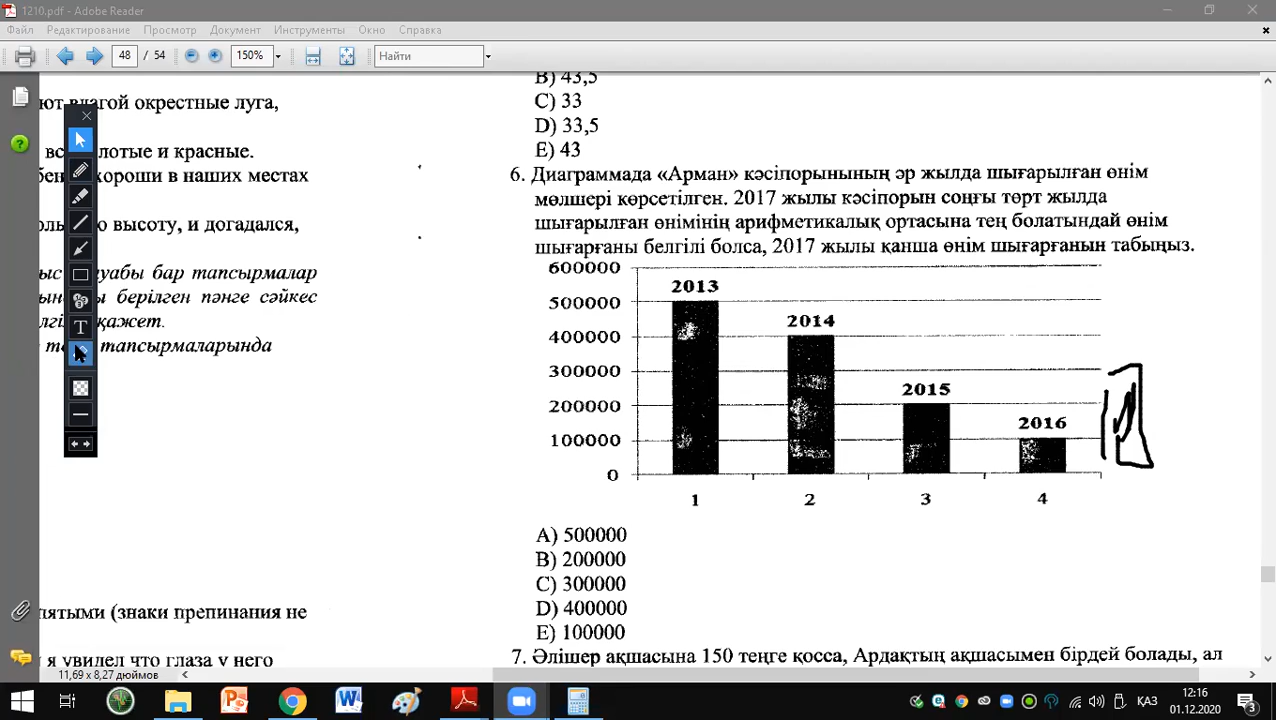 1210.pdf - Adobe Reader
Файл Редактирование Просмотр Документ Инструменты Окно Справка
48 / 54 150% Найти
ют влагой окрестные луга,
лотые и красные.
хороши в наших местах
о высоту, и догадался,
бар тапсырмалар
берілген пәнге сәйкес
қажет.
тапсырмаларында
пятыми (знаки препинания не
я увидел что глаза у него
B) 43,5
C) 33
D) 33,5
E) 43
6. Диаграммада «Арман» кәсіпорынының әр жылда шығарылған өнім
мөлшері көрсетілген. 2017 жылы кәсіпорын соңғы төрт жылда
шығарылған өнімінің арифметикалық ортасына тең болатындай өнім
шығарғаны белгілі болса, 2017 жылы қанша өнім шығарғанын табыңыз.
600000
500000
400000
300000
200000
100000
0
2013
2014
2015
2016
1 2 3 4
A) 500000
B) 200000
C) 300000
D) 400000
E) 100000
7. Әлішер ақшасына 150 теңге қосса, Ардақтың ақшасымен бірдей болады, ал
11,69 x 8,27 дюймов
ҚАЗ
12:16
01.12.2020
3